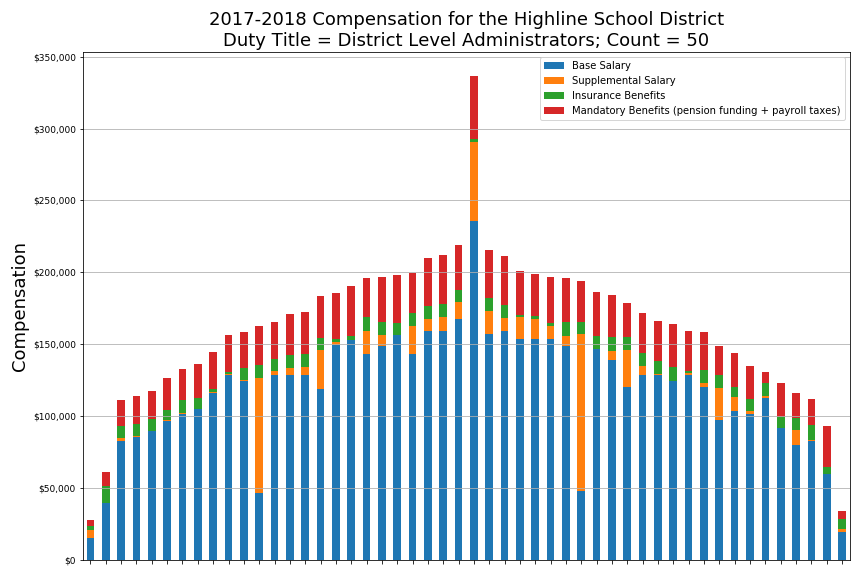 2017-2018 Compensation for the Highline School District
Duty Title = District Level Administrators; Count = 50
Compensation
$350,000
$300,000
$250,000
$200,000
$150,000
$100,000
$50,000
$0
Base Salary
Supplemental Salary
Insurance Benefits
Mandatory Benefits (pension funding + payroll taxes)